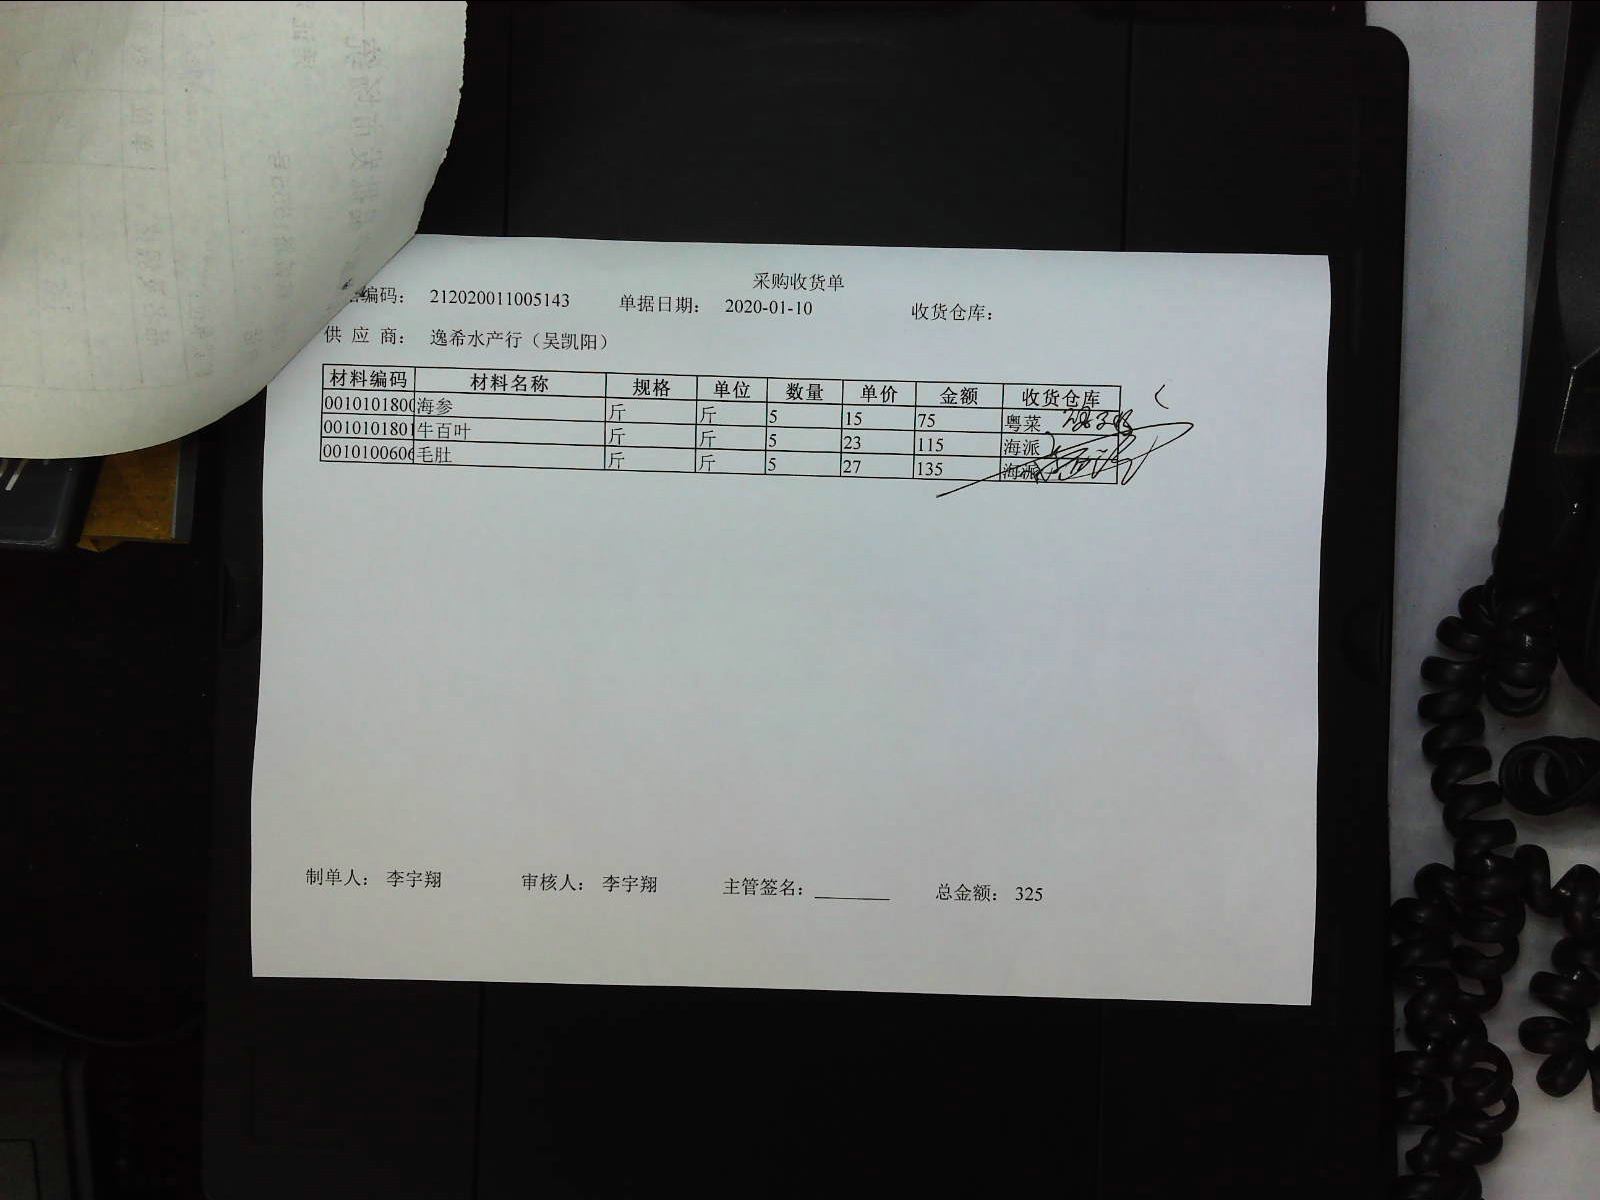 采购收货单
编码： 212020011005143 单据日期： 2020-01-10 收货仓库：
供 应 商： 逸希水产行（吴凯阳）
材料编码 材料名称 规格 单位 数量 单价 金额 收货仓库
0010101800 海参 斤 斤 5 15 75 粤菜
0010101801 牛百叶 斤 斤 5 23 115 海派
0010100606 毛肚 斤 斤 5 27 135 海派
制单人： 李宇翔 审核人： 李宇翔 主管签名： 总金额： 325